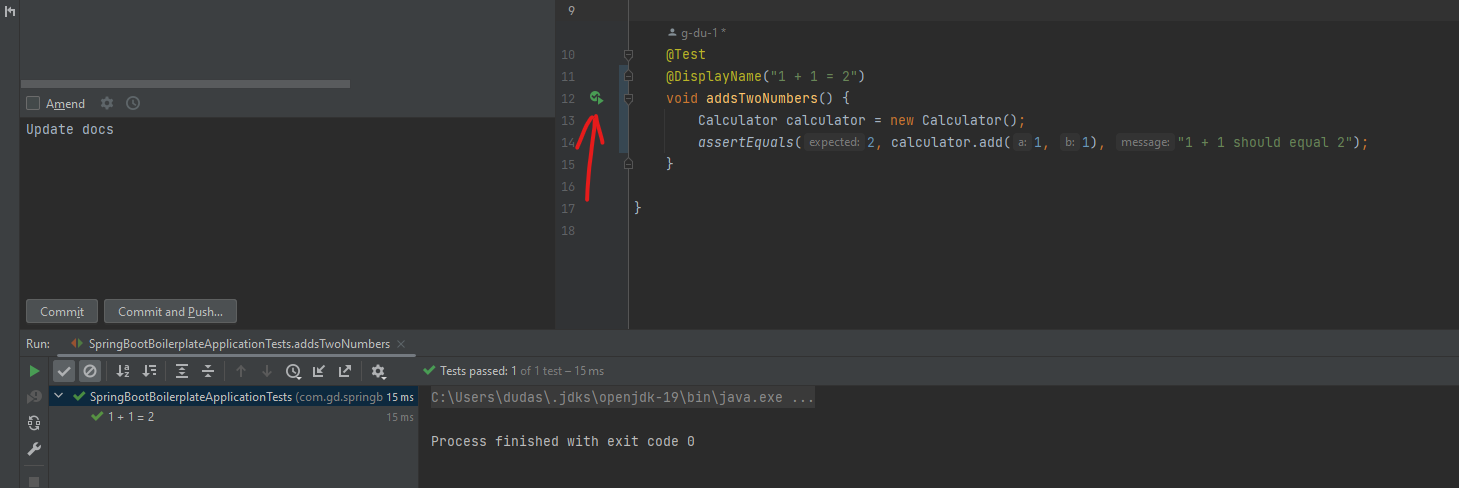 9
g-du-1 *
10 @Test
11 @DisplayName("1 + 1 = 2")
12 void addsTwoNumbers() {
13 Calculator calculator = new Calculator();
14 assertEquals( expected: 2, calculator.add( a: 1, b: 1), message: "1 + 1 should equal 2");
15 }
16
17 }
18
Amend
Update docs
Commit
Commit and Push...
Run: SpringBootBoilerplateApplicationTests.addsTwoNumbers
Tests passed: 1 of 1 test – 15 ms
SpringBootBoilerplateApplicationTests (com.gd.springb 15 ms
1 + 1 = 2 15 ms
C:\Users\dudas\.jdks\openjdk-19\bin\java.exe ...
Process finished with exit code 0